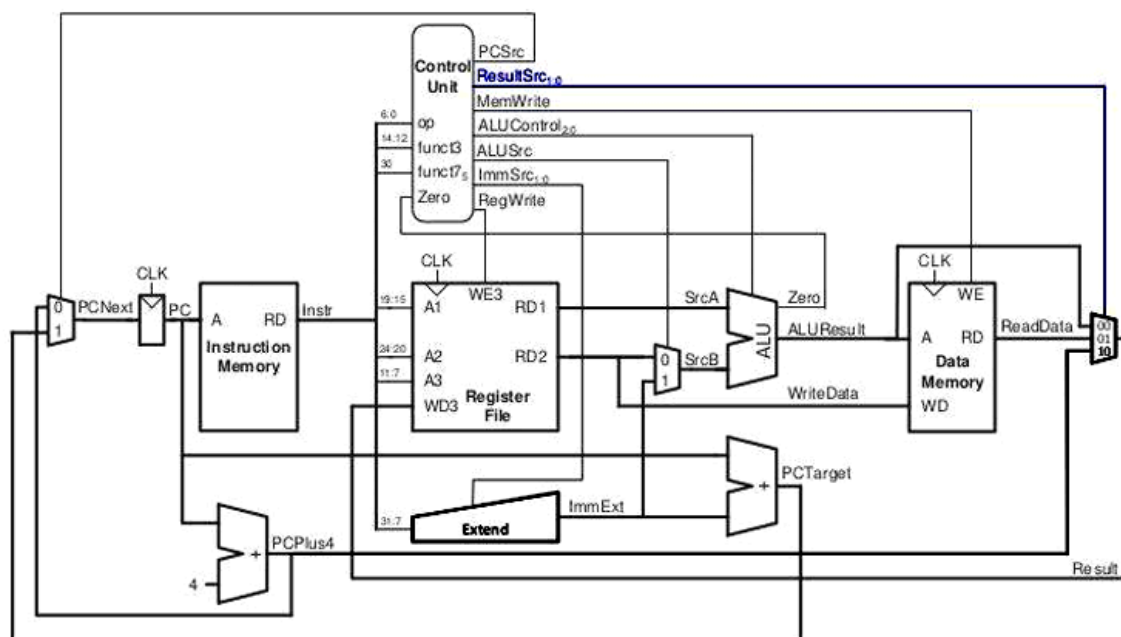 PCSrc
Control
Unit
ResultSrc1:0
MemWrite
6:0
op
ALUControl2:0
14:12
funct3
ALUSrc
30
funct75
ImmSrc1:0
Zero
RegWrite
CLK
CLK
CLK
0
1
PCNext
PC
A
RD
Instruction
Memory
Instr
19:15
A1
WE3
RD1
24:20
A2
RD2
11:7
A3
WD3
Register
File
SrcA
0
1
SrcB
ALU
Zero
ALUResult
WriteData
WE
A
RD
Data
Memory
WD
ReadData
00
01
10
31:7
Extend
ImmExt
+
PCTarget
4
+
PCPlus4
Result